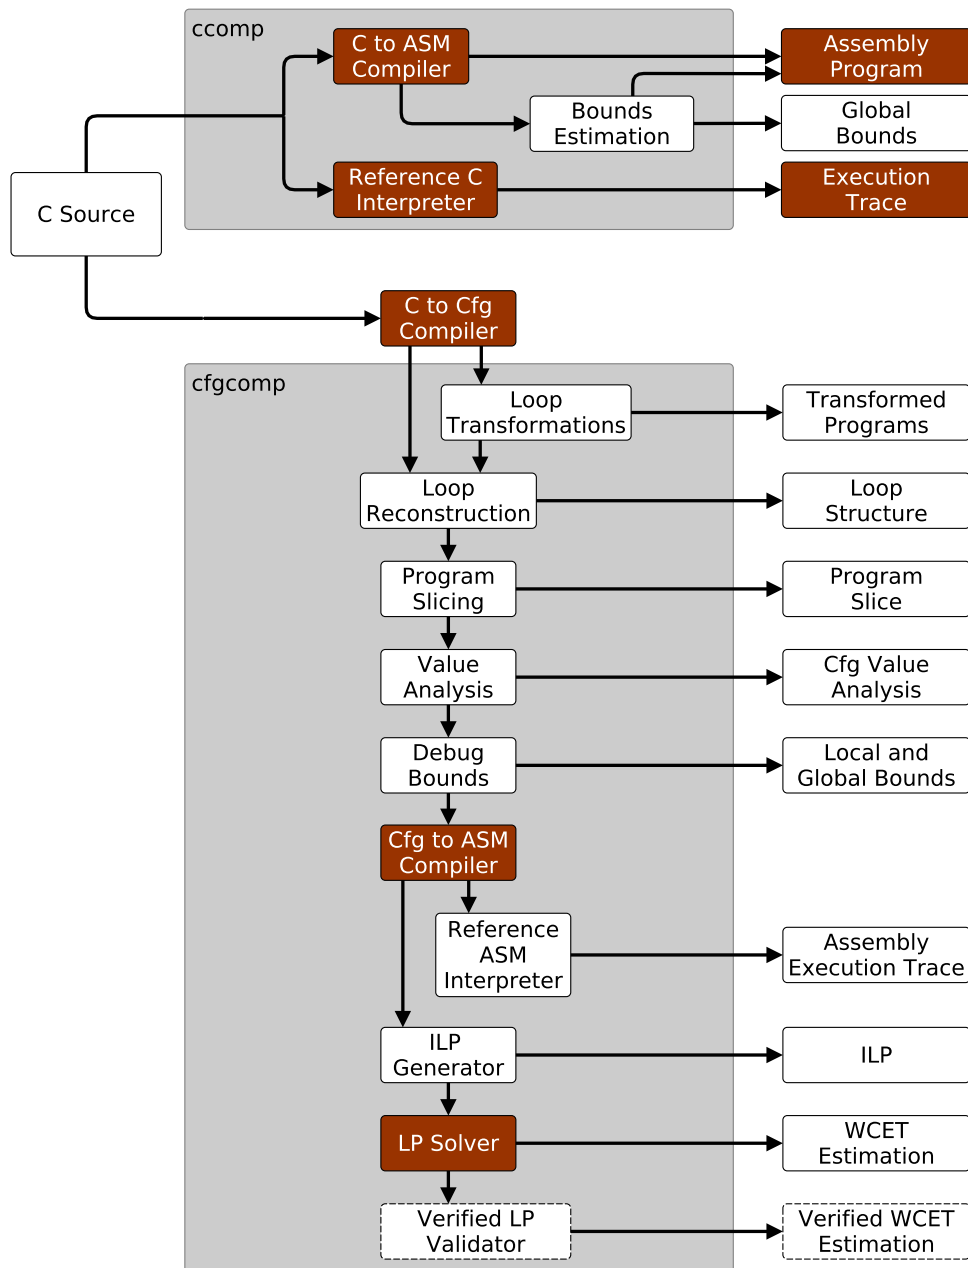 ccomp
C to ASM
Compiler
Assembly
Program
Bounds
Estimation
Global
Bounds
Reference C
Interpreter
Execution
Trace
C Source
C to Cfg
Compiler
cfgcomp
Loop
Transformations
Transformed
Programs
Loop
Reconstruction
Loop
Structure
Program
Slicing
Program
Slice
Value
Analysis
Cfg Value
Analysis
Debug
Bounds
Local and
Global Bounds
Cfg to ASM
Compiler
Reference
ASM
Interpreter
Assembly
Execution Trace
ILP
Generator
ILP
LP Solver
WCET
Estimation
Verified LP
Validator
Verified WCET
Estimation